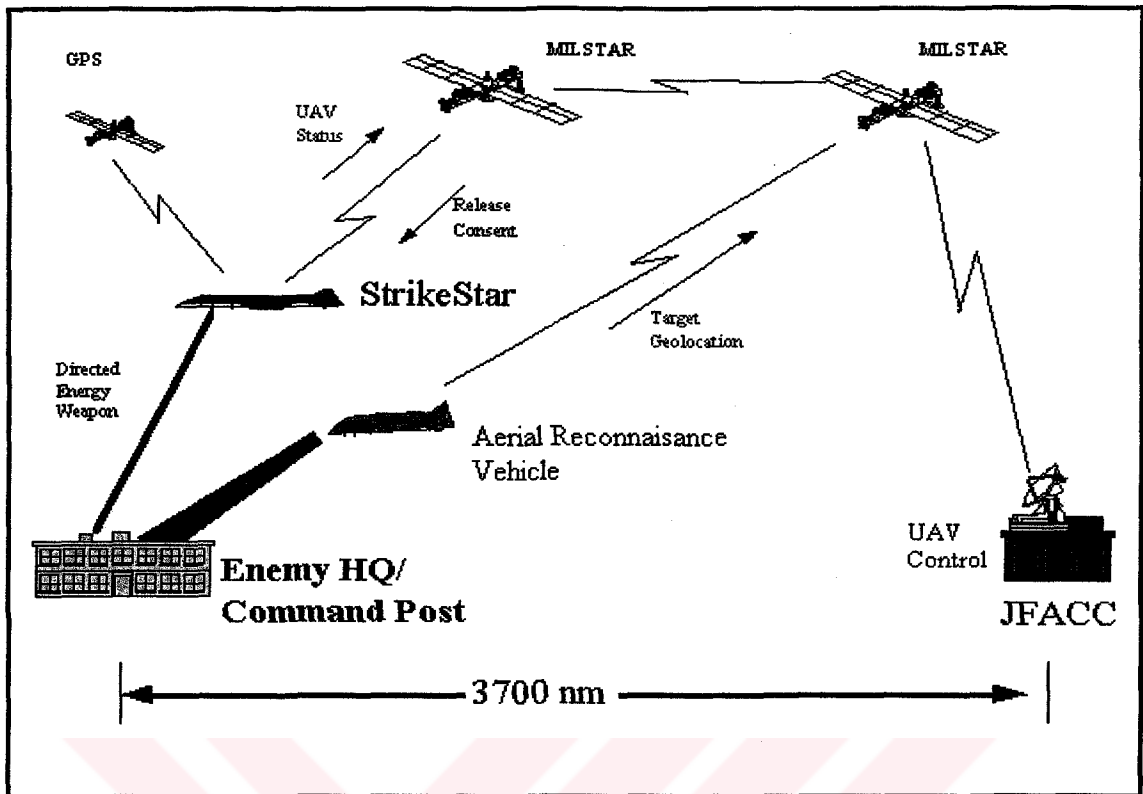 GPS
MILSTAR
MILSTAR
UAV
Status
Release
Consent
StrikeStar
Target
Geolocation
Directed
Energy
Weapon
Aerial Reconnaisance
Vehicle
UAV
Control
Enemy HQ/
Command Post
JFACC
3700 nm